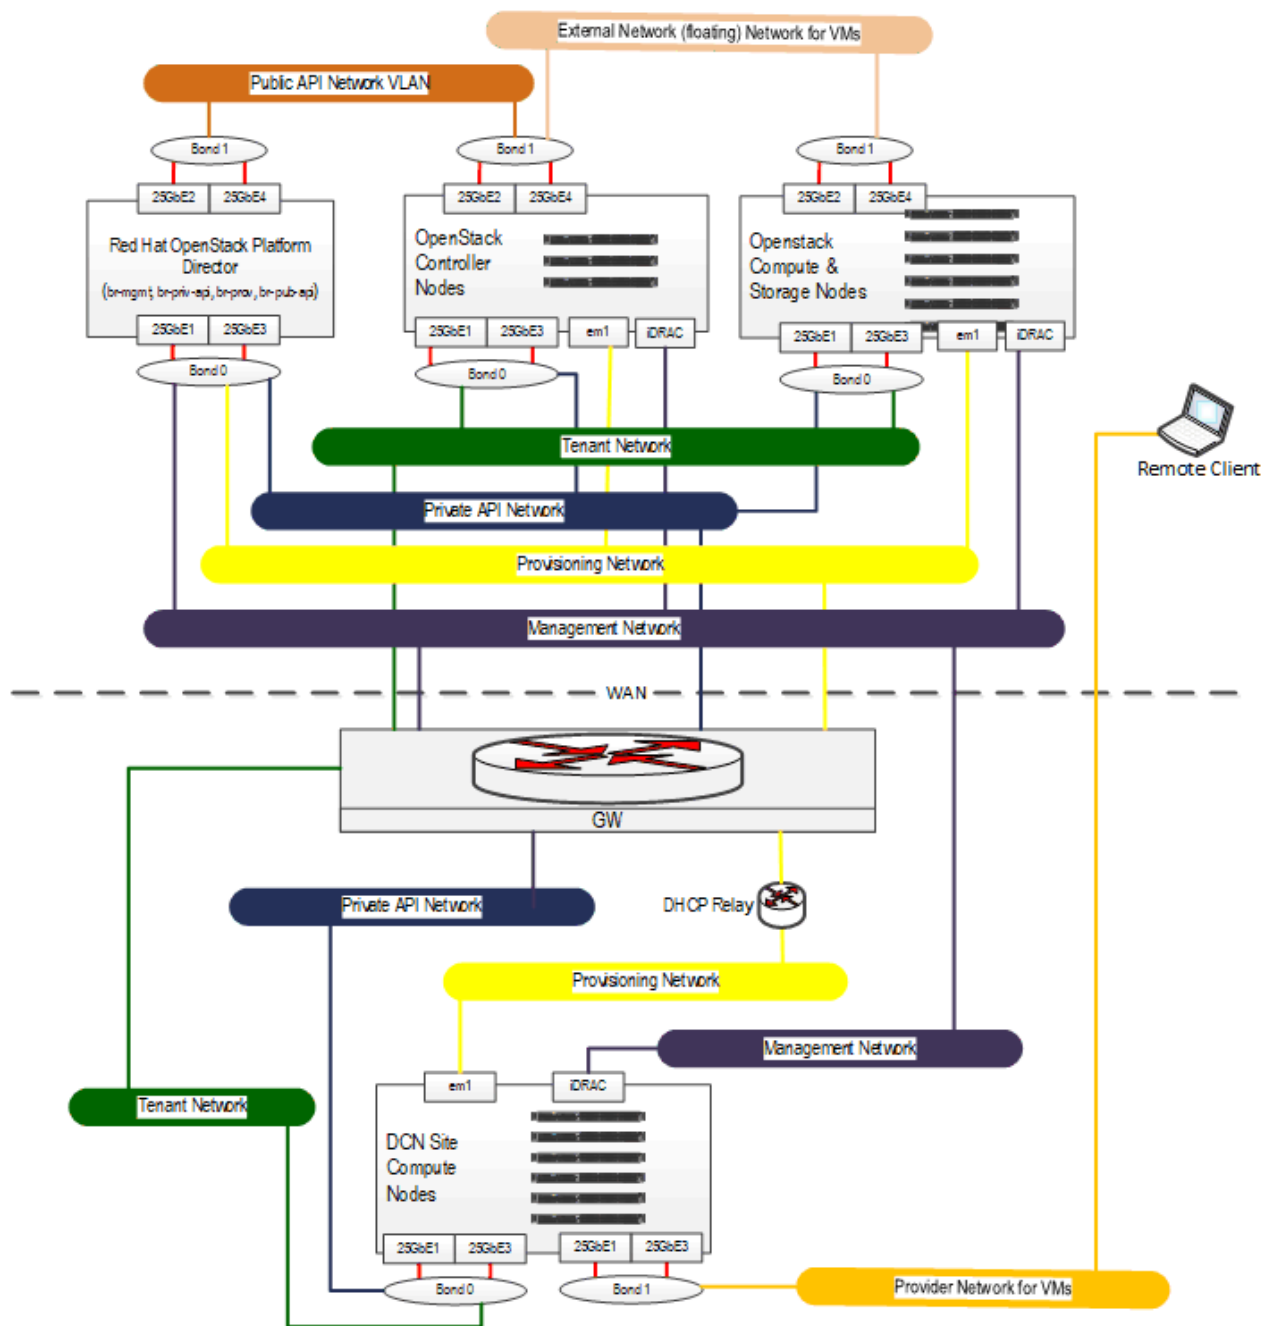 External Network (floating) Network for VMs
Public API Network VLAN
Bond 1
Bond 1
Bond 1
25GbE2
25GbE4
25GbE2
25GbE4
25GbE2
25GbE4
Red Hat OpenStack Platform
Director
(br-mgmt, br-priv-api, br-prov, br-pub-api)
OpenStack
Controller
Nodes
Openstack
Compute &
Storage Nodes
25GbE1
25GbE3
25GbE1
25GbE3
em1
iDRAC
25GbE1
25GbE3
em1
iDRAC
Bond 0
Bond 0
Bond 0
Tenant Network
Remote Client
Private API Network
Provisioning Network
Management Network
WAN
GW
Private API Network
DHCP Relay
Provisioning Network
Management Network
em1
iDRAC
Tenant Network
DCN Site
Compute
Nodes
25GbE1
25GbE3
25GbE1
25GbE3
Bond 0
Bond 1
Provider Network for VMs